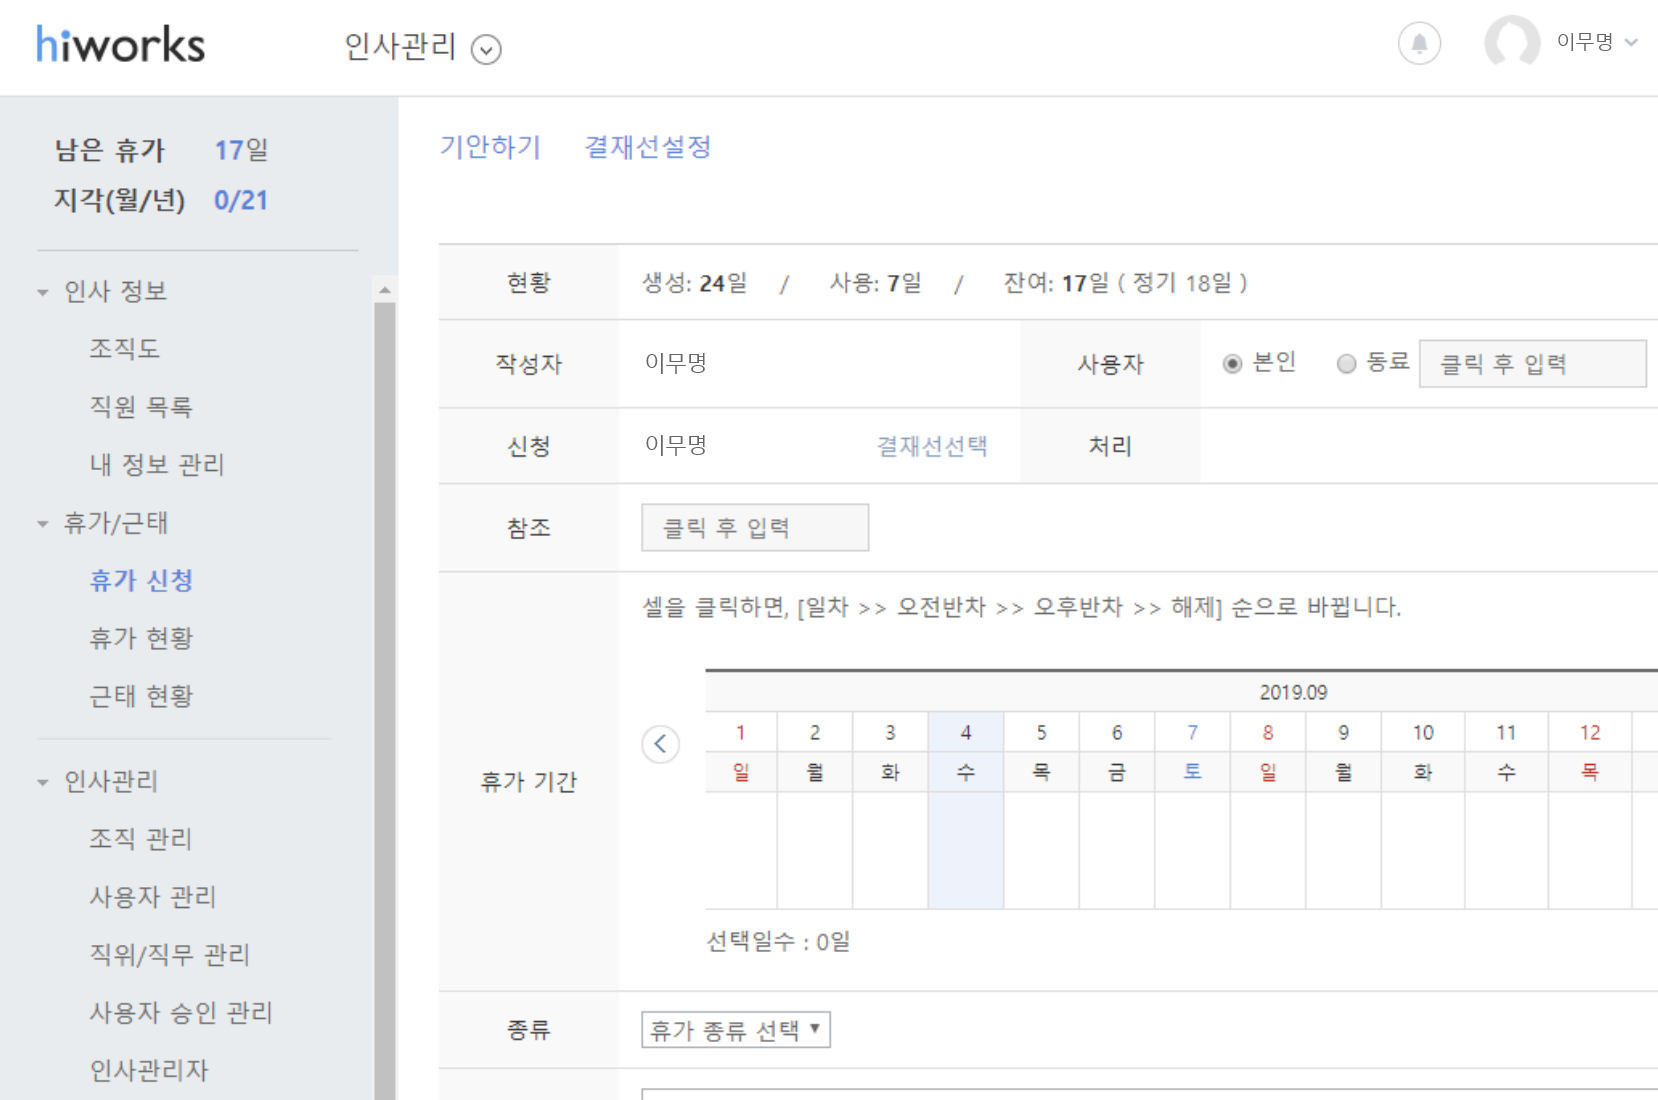 hiworks
인사관리
이무명
남은 휴가 17일
지각(월/년) 0/21
인사 정보
조직도
직원 목록
내 정보 관리
휴가/근태
휴가 신청
휴가 현황
근태 현황
인사관리
조직 관리
사용자 관리
직위/직무 관리
사용자 승인 관리
인사관리자
기안하기 결재선설정
현황 생성: 24일 / 사용: 7일 / 잔여: 17일 ( 정기 18일 )
작성자 이무명 사용자 본인 동료 클릭 후 입력
신청 이무명 결재선선택 처리
참조 클릭 후 입력
휴가 기간
셀을 클릭하면, [일차 >> 오전반차 >> 오후반차 >> 해제] 순으로 바뀝니다.
2019.09
1 2 3 4 5 6 7 8 9 10 11 12
일 월 화 수 목 금 토 일 월 화 수 목
선택일수 : 0일
종류 휴가 종류 선택